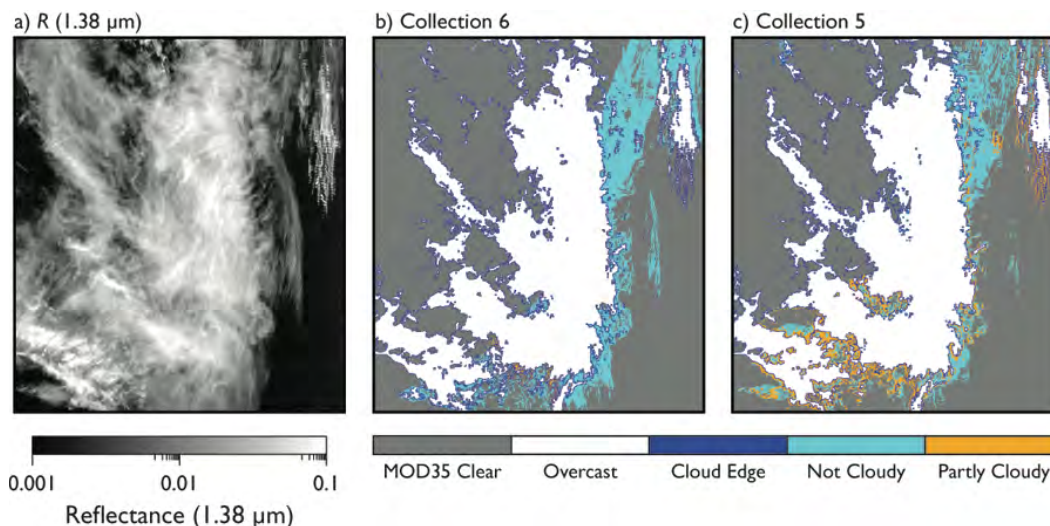 a) R (1.38 µm)
b) Collection 6
c) Collection 5
0.001
0.01
0.1
Reflectance (1.38 µm)
MOD35 Clear
Overcast
Cloud Edge
Not Cloudy
Partly Cloudy